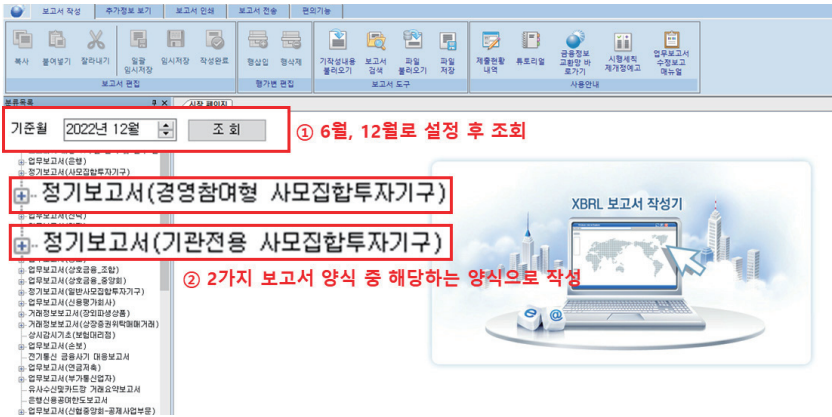 보고서 작성 추가정보 보기 보고서 인쇄 보고서 전송 편의기능
복사 붙여넣기 잘라내기 일괄 임시저장 임시저장 작성완료 행삽입 행삭제 기작성내용 불러오기 보고서 검색 파일 불러오기 파일 저장 제출현황 내역 튜토리얼 금융정보 교환망 바로가기 시행세칙 제개정예고 업무보고서 수정보고 매뉴얼
보고서 편집 행가변 편집 보고서 도구 사용안내
분류목록 시작 페이지
기준월 2022년 12월 조 회 ① 6월, 12월로 설정 후 조회
업무보고서(은행)
정기보고서(사모집합투자기구)
정기보고서(경영참여형 사모집합투자기구)
XBRL 보고서 작성기
정기보고서(기관전용 사모집합투자기구)
업무보고서(상호금융_조합)
② 2가지 보고서 양식 중 해당하는 양식으로 작성
업무보고서(상호금융_중앙회)
정기보고서(일반사모집합투자기구)
업무보고서(신용평가회사)
거래정보보고서(장외파생상품)
거래정보보고서(상장증권위탁매매거래)
상시감시기초(보험대리점)
업무보고서(손보)
전기통신 금융사기 대응보고서
업무보고서(연금저축)
업무보고서(부가통신업자)
유사수신및카드깡 거래요약보고서
은행신용공여한도보고서
업무보고서(신협중앙회-공제사업부문)